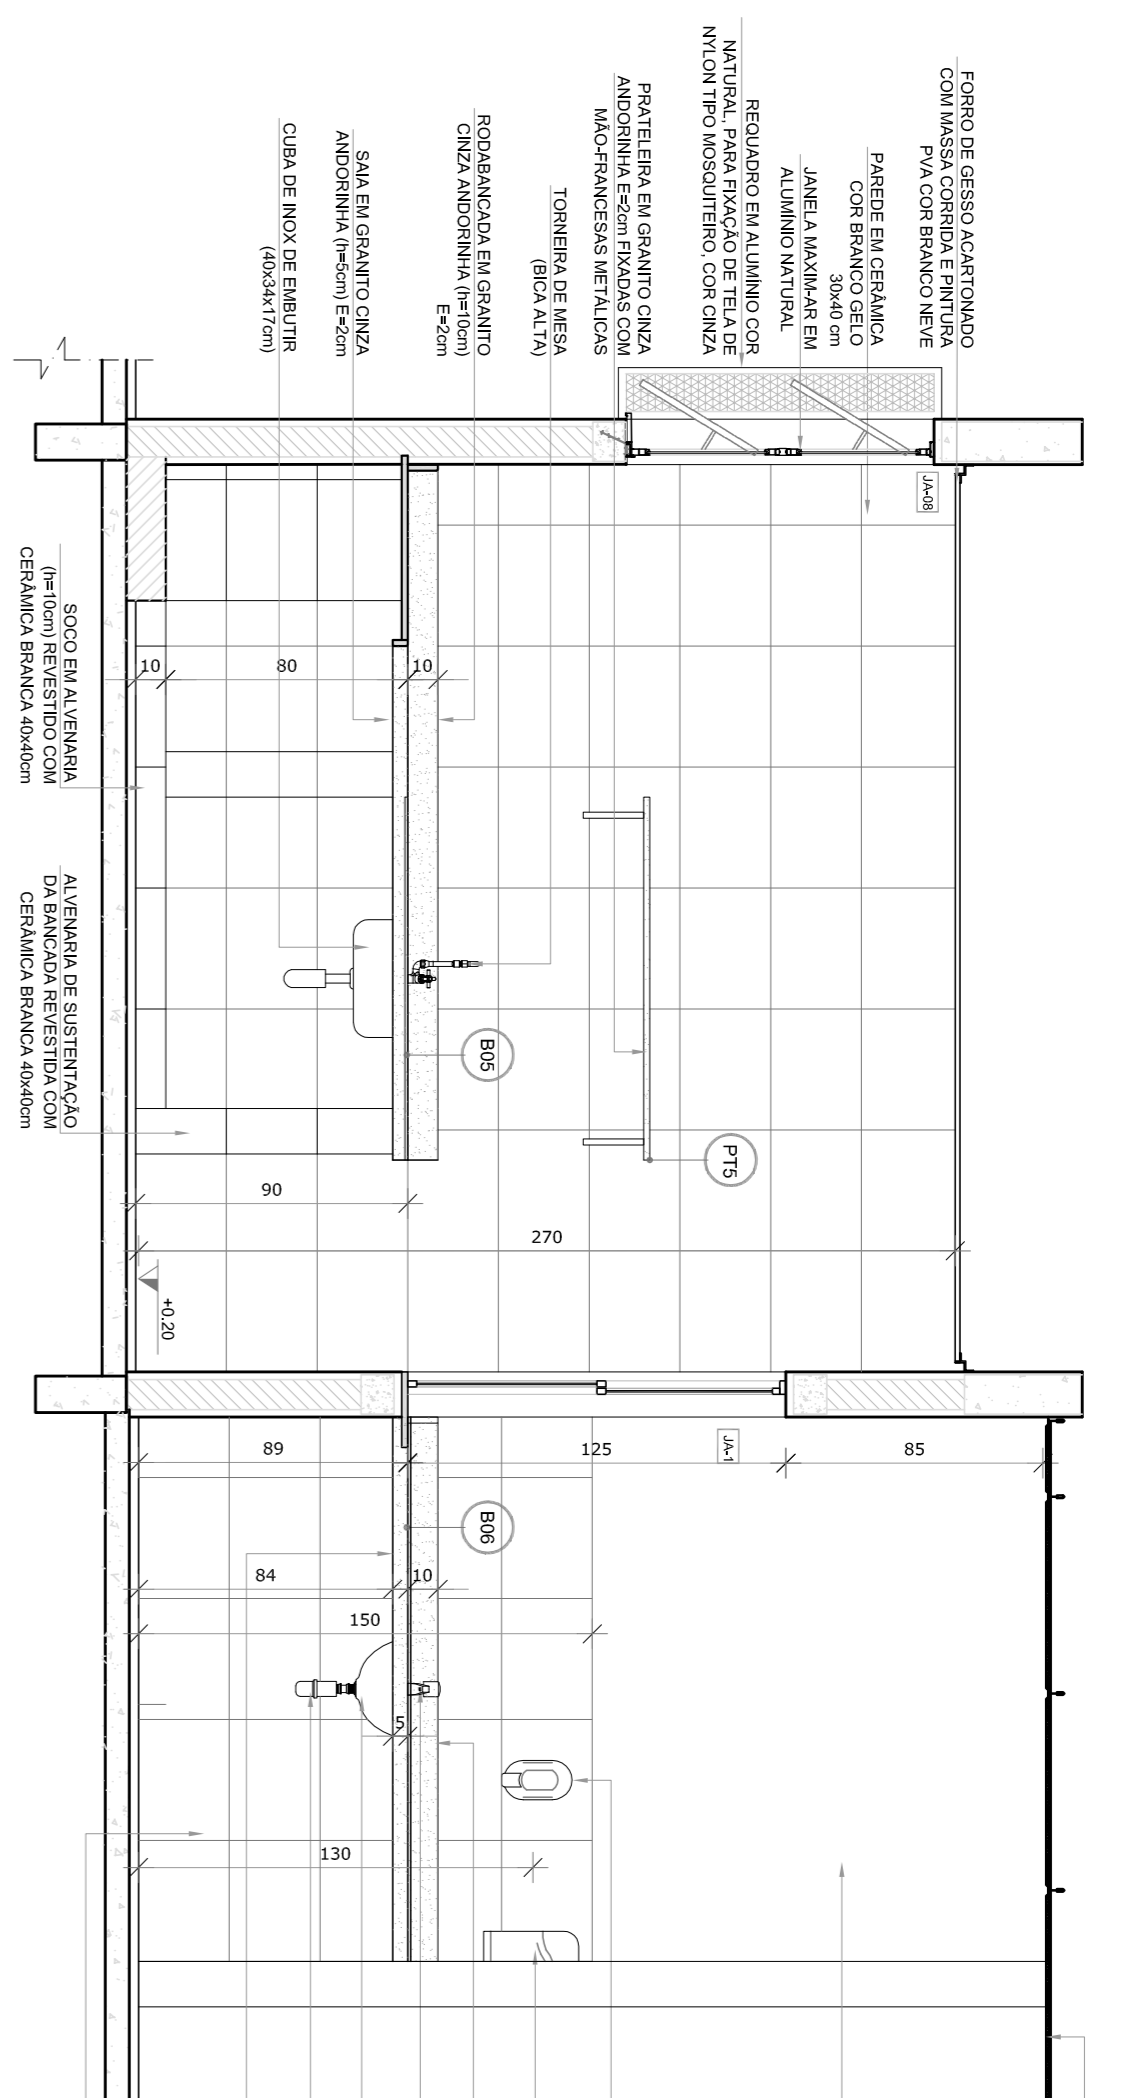 FORRO DE GESSO ACARTONADO
COM MASSA CORRIDA E PINTURA
PVA COR BRANCO NEVE
PAREDE EM CERÂMICA
COR BRANCO GELO
30x40 cm
JANELA MAXIM-AR EM
ALUMÍNIO NATURAL
REQUADRO EM ALUMÍNIO COR
NATURAL, PARA FIXAÇÃO DE TELA DE
NYLON TIPO MOSQUITEIRO, COR CINZA
PRATELEIRA EM GRANITO CINZA
ANDORINHA E=2cm FIXADAS COM
MÃO-FRANCESAS METÁLICAS
TORNEIRA DE MESA
(BICA ALTA)
RODABANCADA EM GRANITO
CINZA ANDORINHA (h=10cm)
E=2cm
SAIA EM GRANITO CINZA
ANDORINHA (h=5cm) E=2cm
CUBA DE INOX DE EMBUTIR
(40x34x17cm)
SOCO EM ALVENARIA
(h=10cm) REVESTIDO COM
CERÂMICA BRANCA 40x40cm
ALVENARIA DE SUSTENTAÇÃO
DA BANCADA REVESTIDA COM
CERÂMICA BRANCA 40x40cm
JA-08
10
80
10
B05
PT5
90
270
+0.20
89
125
JA-1
85
B06
84
10
150
5
130